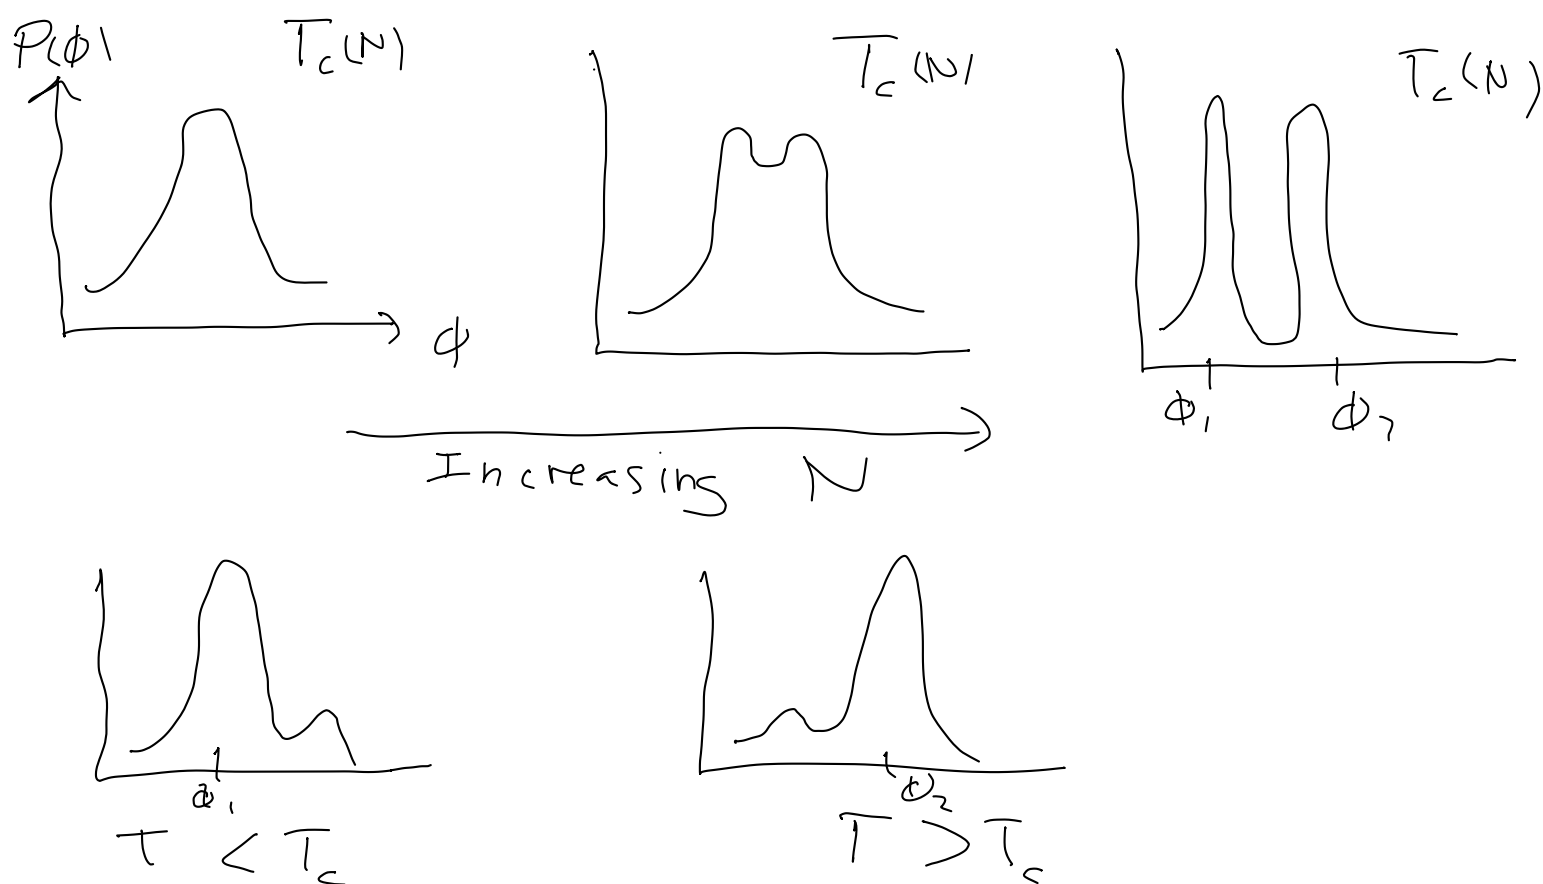 P(ϕ)
T_c(N)
T_c(N)
T_c(N)
ϕ
ϕ_1
ϕ_2
Increasing N
ϕ_1
ϕ_2
T < T_c
T > T_c